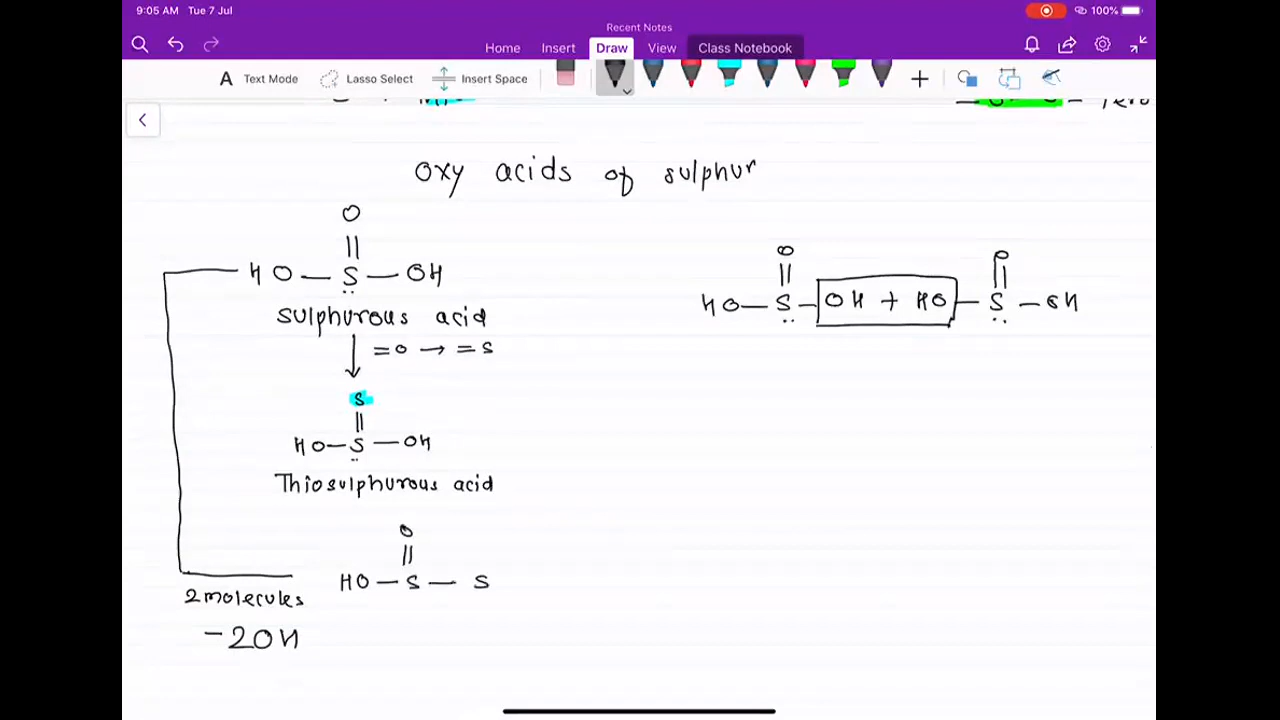 9:05 AM Tue 7 Jul
100%
Recent Notes
Home Insert Draw View Class Notebook
A Text Mode Lasso Select Insert Space
Oxy acids of sulphur
O
||
HO — S — OH
..
Sulphurous acid
=O → =S
S
||
HO — S — OH
..
Thiosulphurous acid
O
||
HO — S — S
2 molecules
-2OH
O O
|| ||
HO — S — OH + HO — S — OH
.. ..